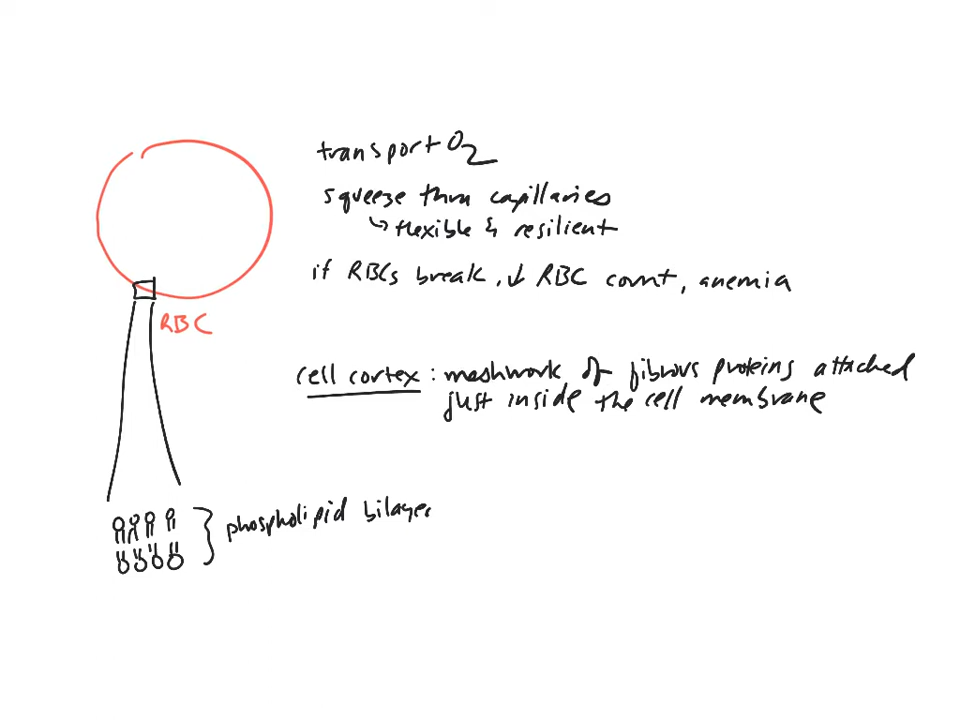 transport O2
squeeze thru capillaries
↳ flexible & resilient
if RBCs break, ↓ RBC count, anemia
RBC
cell cortex : meshwork of fibrous proteins attached
just inside the cell membrane
phospholipid bilayer